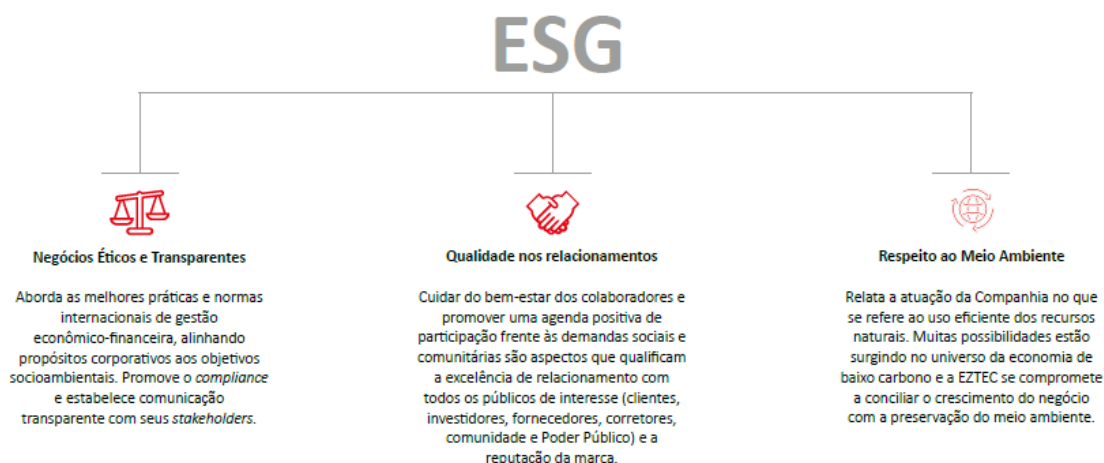 ESG
Negócios Éticos e Transparentes
Aborda as melhores práticas e normas
internacionais de gestão
econômico-financeira, alinhando
propósitos corporativos aos objetivos
socioambientais. Promove o compliance
e estabelece comunicação
transparente com seus stakeholders.
Qualidade nos relacionamentos
Cuidar do bem-estar dos colaboradores e
promover uma agenda positiva de
participação frente às demandas sociais e
comunitárias são aspectos que qualificam
a excelência de relacionamento com
todos os públicos de interesse (clientes,
investidores, fornecedores, corretores,
comunidade e Poder Público) e a
reputação da marca.
Respeito ao Meio Ambiente
Relata a atuação da Companhia no que
se refere ao uso eficiente dos recursos
naturais. Muitas possibilidades estão
surgindo no universo da economia de
baixo carbono e a EZTEC se compromete
a conciliar o crescimento do negócio
com a preservação do meio ambiente.